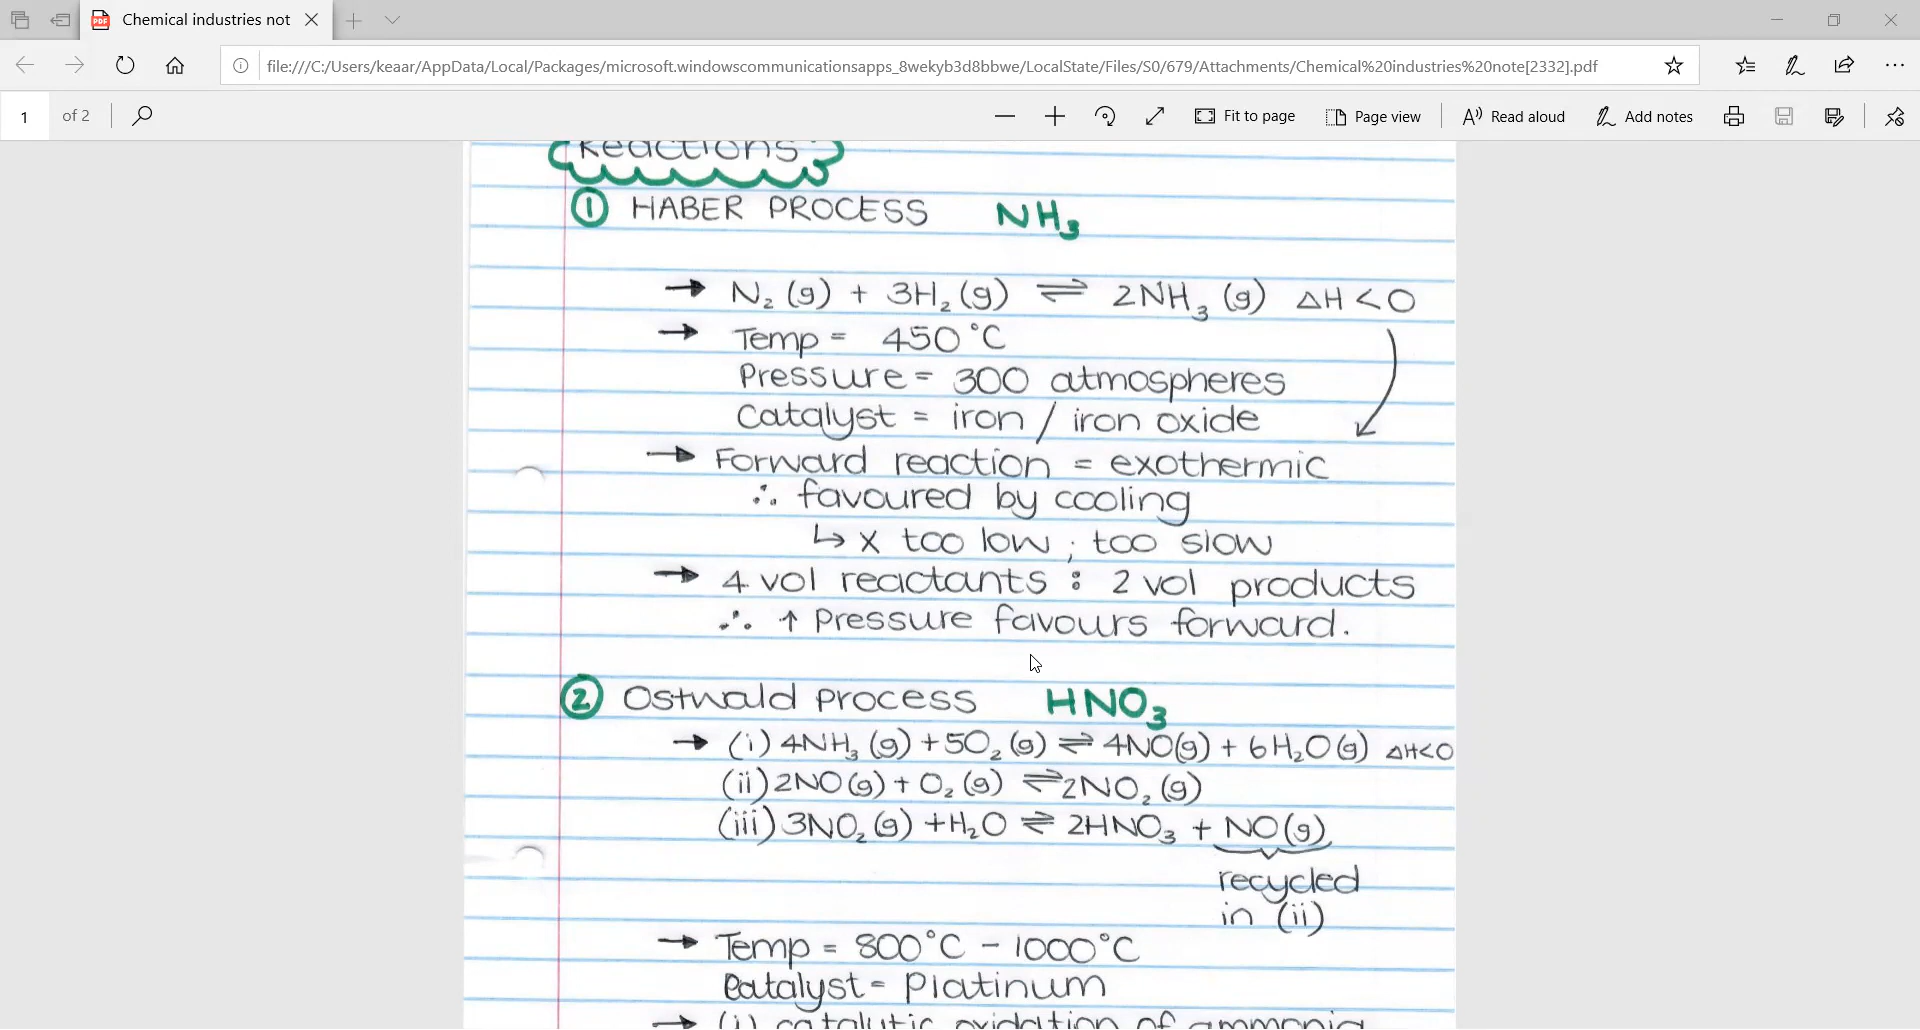 Chemical industries not
file:///C:/Users/keaar/AppData/Local/Packages/microsoft.windowscommunicationsapps_8wekyb3d8bbwe/LocalState/Files/S0/679/Attachments/Chemical%20industries%20note[2332].pdf
1 of 2 Fit to page Page view Read aloud Add notes
Reactions
① HABER PROCESS NH₃
→ N₂ (g) + 3H₂ (g) ⇌ 2NH₃ (g) ΔH < O
→ Temp = 450°C
Pressure = 300 atmospheres
Catalyst = iron / iron oxide
→ Forward reaction = exothermic
∴ favoured by cooling
↳ x too low ; too slow
→ 4 vol reactants : 2 vol products
∴ ↑ pressure favours forward.
② Ostwald process HNO₃
→ (i) 4NH₃ (g) + 5O₂ (g) ⇌ 4NO(g) + 6H₂O (g) ΔH<O
(ii) 2NO (g) + O₂ (g) ⇌ 2NO₂ (g)
(iii) 3NO₂ (g) + H₂O ⇌ 2HNO₃ + NO(g)
recycled
in (ii)
→ Temp = 800°C - 1000°C
Catalyst = Platinum
→ (i) catalytic oxidation of ammonia